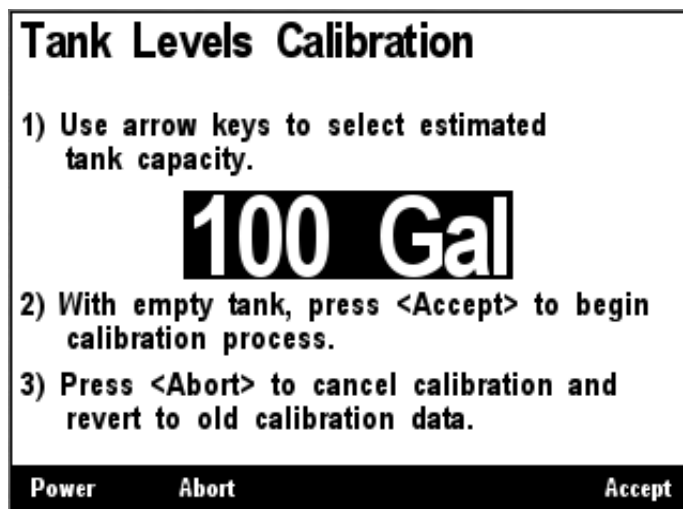 Tank Levels Calibration
1) Use arrow keys to select estimated
tank capacity.
100 Gal
2) With empty tank, press <Accept> to begin
calibration process.
3) Press <Abort> to cancel calibration and
revert to old calibration data.
Power Abort Accept